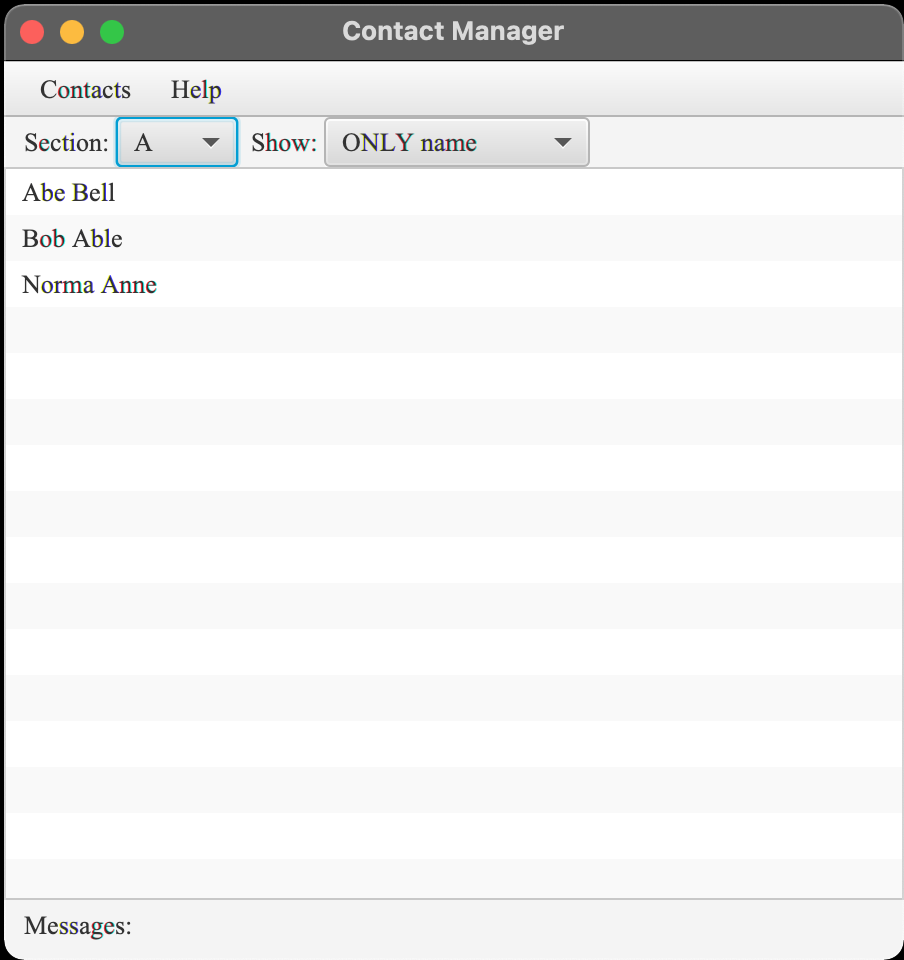 Contact Manager
Contacts Help
Section: A Show: ONLY name
Abe Bell
Bob Able
Norma Anne
Messages: